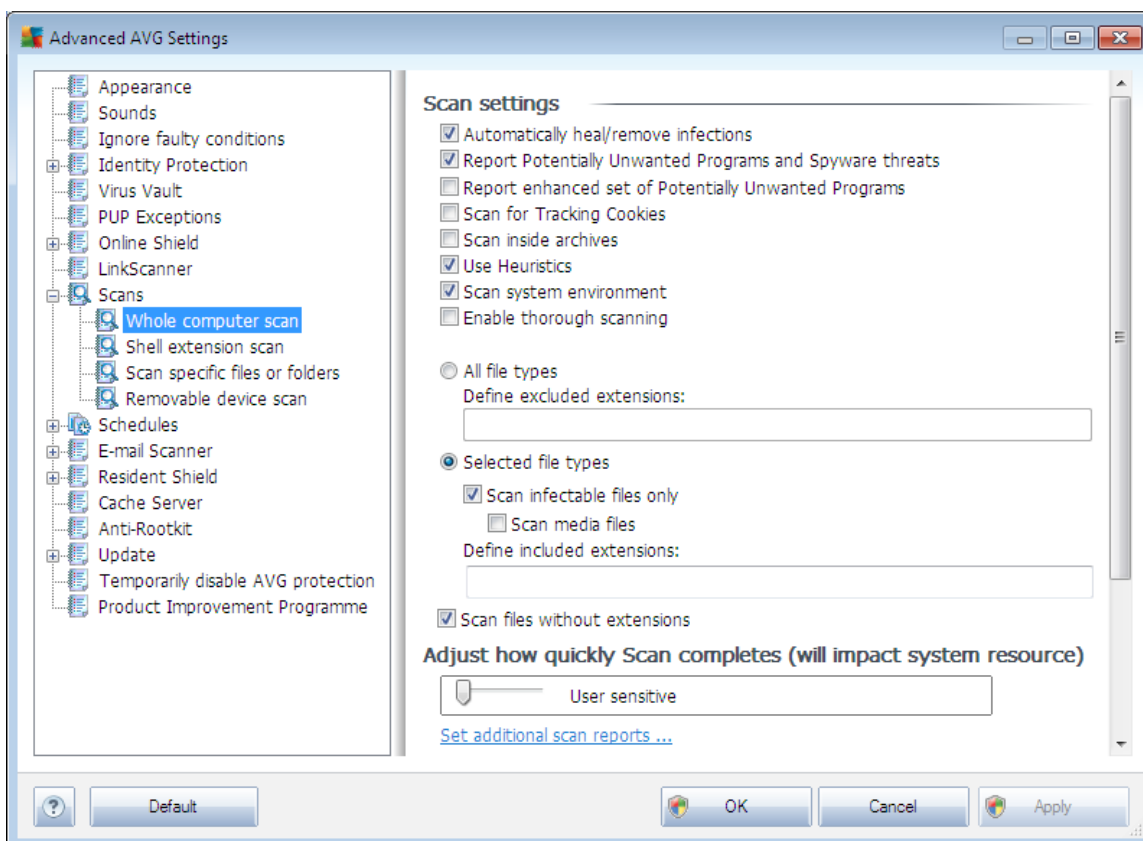 Advanced AVG Settings
Appearance
Sounds
Ignore faulty conditions
Identity Protection
Virus Vault
PUP Exceptions
Online Shield
LinkScanner
Scans
Whole computer scan
Shell extension scan
Scan specific files or folders
Removable device scan
Schedules
E-mail Scanner
Resident Shield
Cache Server
Anti-Rootkit
Update
Temporarily disable AVG protection
Product Improvement Programme
Scan settings
Automatically heal/remove infections
Report Potentially Unwanted Programs and Spyware threats
Report enhanced set of Potentially Unwanted Programs
Scan for Tracking Cookies
Scan inside archives
Use Heuristics
Scan system environment
Enable thorough scanning
All file types
Define excluded extensions:
Selected file types
Scan infectable files only
Scan media files
Define included extensions:
Scan files without extensions
Adjust how quickly Scan completes (will impact system resource)
User sensitive
Set additional scan reports ...
?
Default
OK
Cancel
Apply